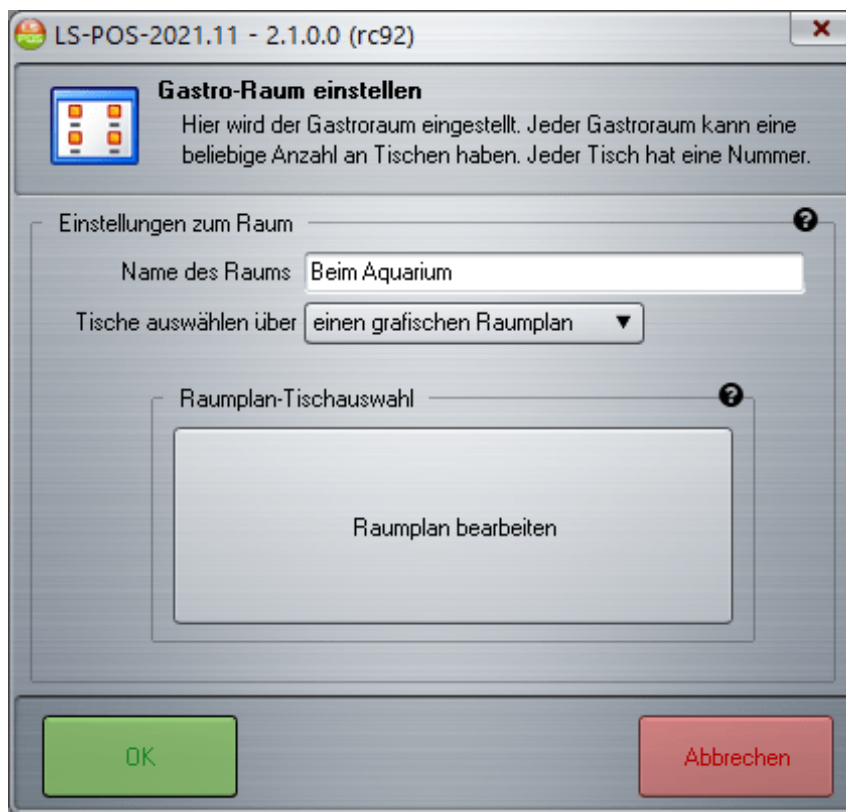 LS-POS-2021.11 - 2.1.0.0 (rc92)
Gastro-Raum einstellen
Hier wird der Gastroraum eingestellt. Jeder Gastroraum kann eine
beliebige Anzahl an Tischen haben. Jeder Tisch hat eine Nummer.
Einstellungen zum Raum
Name des Raums Beim Aquarium
Tische auswählen über einen grafischen Raumplan
Raumplan-Tischauswahl
Raumplan bearbeiten
OK Abbrechen